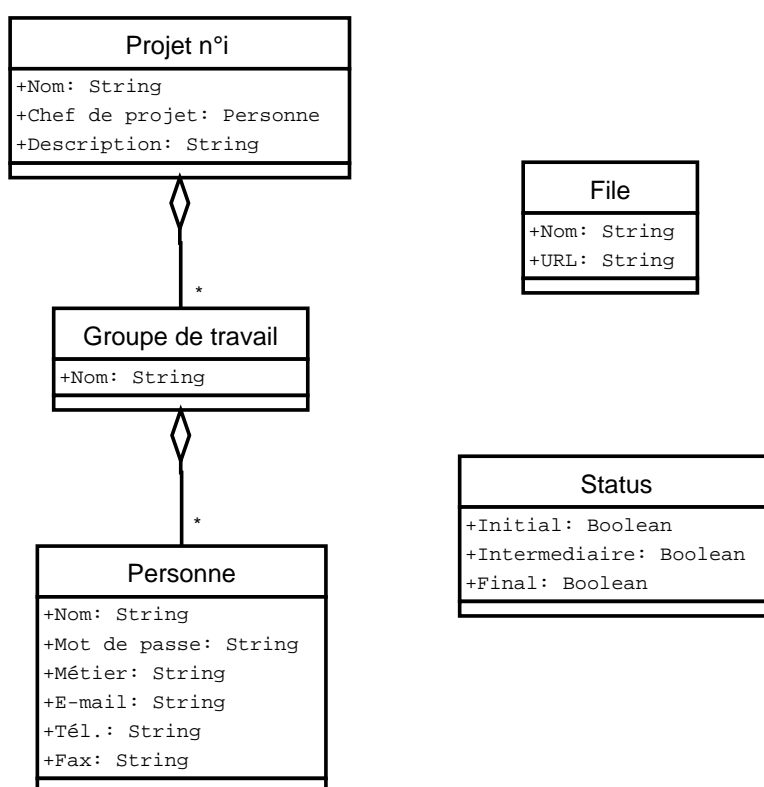 Projet n°i
+Nom: String
+Chef de projet: Personne
+Description: String
*
Groupe de travail
+Nom: String
*
Personne
+Nom: String
+Mot de passe: String
+Métier: String
+E-mail: String
+Tél.: String
+Fax: String
File
+Nom: String
+URL: String
Status
+Initial: Boolean
+Intermediaire: Boolean
+Final: Boolean